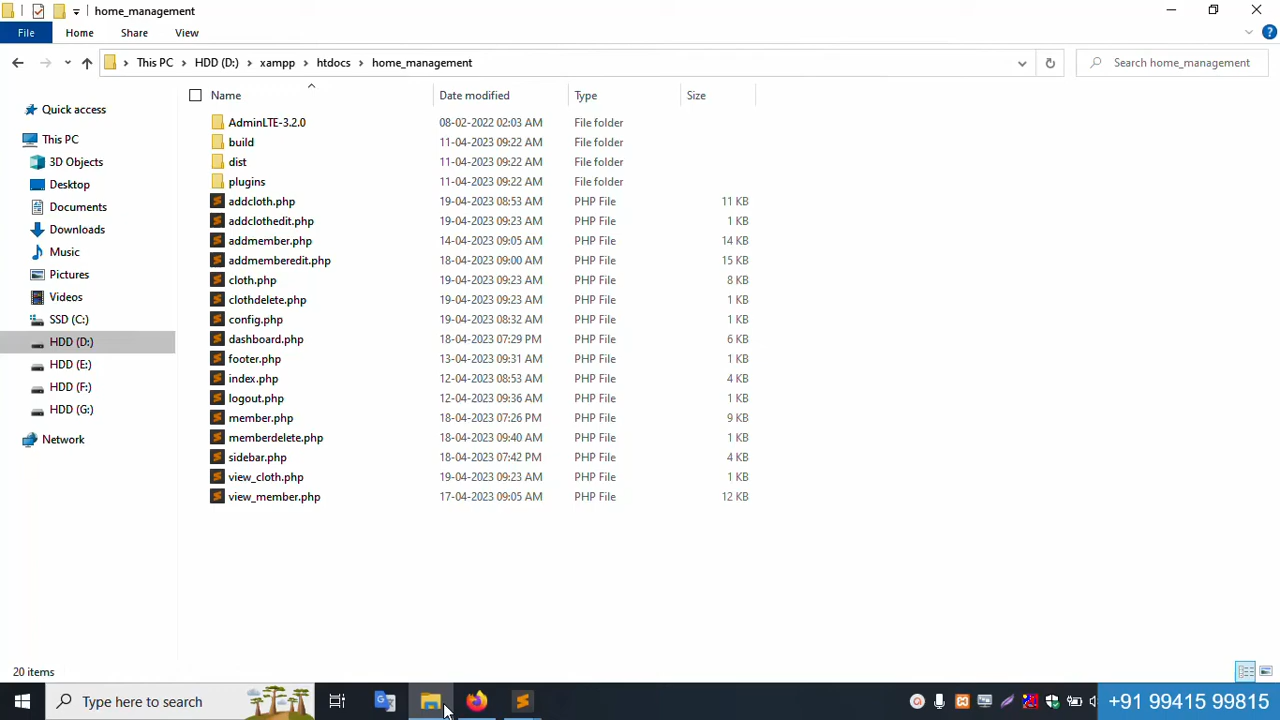 home_management
File
Home
Share
View
This PC
HDD (D:)
xampp
htdocs
home_management
Search home_management
Name
Date modified
Type
Size
Quick access
This PC
3D Objects
Desktop
Documents
Downloads
Music
Pictures
Videos
SSD (C:)
HDD (D:)
HDD (E:)
HDD (F:)
HDD (G:)
Network
AdminLTE-3.2.0 08-02-2022 02:03 AM File folder
build 11-04-2023 09:22 AM File folder
dist 11-04-2023 09:22 AM File folder
plugins 11-04-2023 09:22 AM File folder
addcloth.php 19-04-2023 08:53 AM PHP File 11 KB
addclothedit.php 19-04-2023 09:23 AM PHP File 1 KB
addmember.php 14-04-2023 09:05 AM PHP File 14 KB
addmemberedit.php 18-04-2023 09:00 AM PHP File 15 KB
cloth.php 19-04-2023 09:23 AM PHP File 8 KB
clothdelete.php 19-04-2023 09:23 AM PHP File 1 KB
config.php 19-04-2023 08:32 AM PHP File 1 KB
dashboard.php 18-04-2023 07:29 PM PHP File 6 KB
footer.php 13-04-2023 09:31 AM PHP File 1 KB
index.php 12-04-2023 08:53 AM PHP File 4 KB
logout.php 12-04-2023 09:36 AM PHP File 1 KB
member.php 18-04-2023 07:26 PM PHP File 9 KB
memberdelete.php 18-04-2023 09:40 AM PHP File 1 KB
sidebar.php 18-04-2023 07:42 PM PHP File 4 KB
view_cloth.php 19-04-2023 09:23 AM PHP File 1 KB
view_member.php 17-04-2023 09:05 AM PHP File 12 KB
20 items
Type here to search
+91 99415 99815